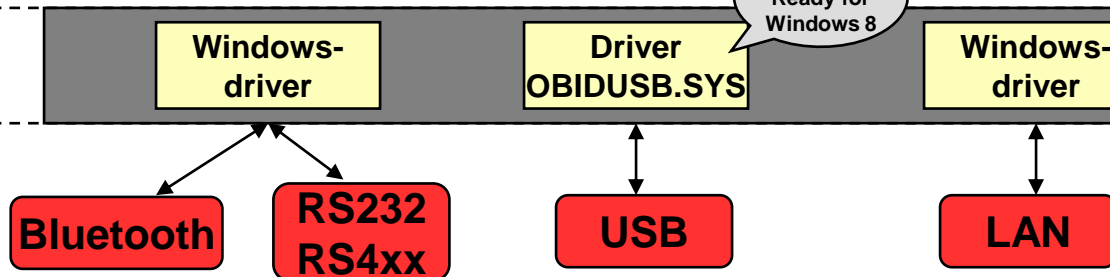 Ready for
Windows 8
Windows-
driver
Driver
OBIDUSB.SYS
Windows-
driver
Bluetooth
RS232
RS4xx
USB
LAN